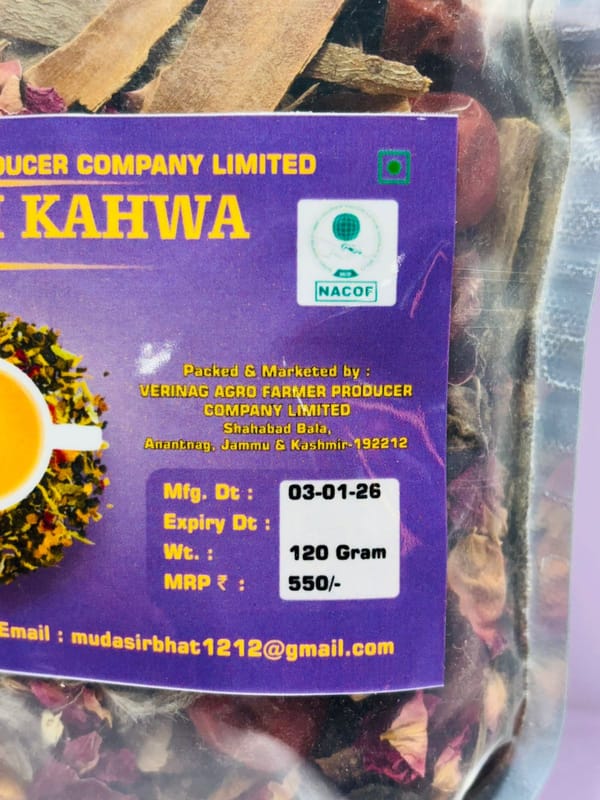 DUCER COMPANY LIMITED
I KAHWA
NACOF
Packed & Marketed by :
VERINAG AGRO FARMER PRODUCER
COMPANY LIMITED
Shahabad Bala,
Anantnag, Jammu & Kashmir-192212
Mfg. Dt : 03-01-26
Expiry Dt :
Wt. : 120 Gram
MRP ₹ : 550/-
Email : mudasirbhat1212@gmail.com